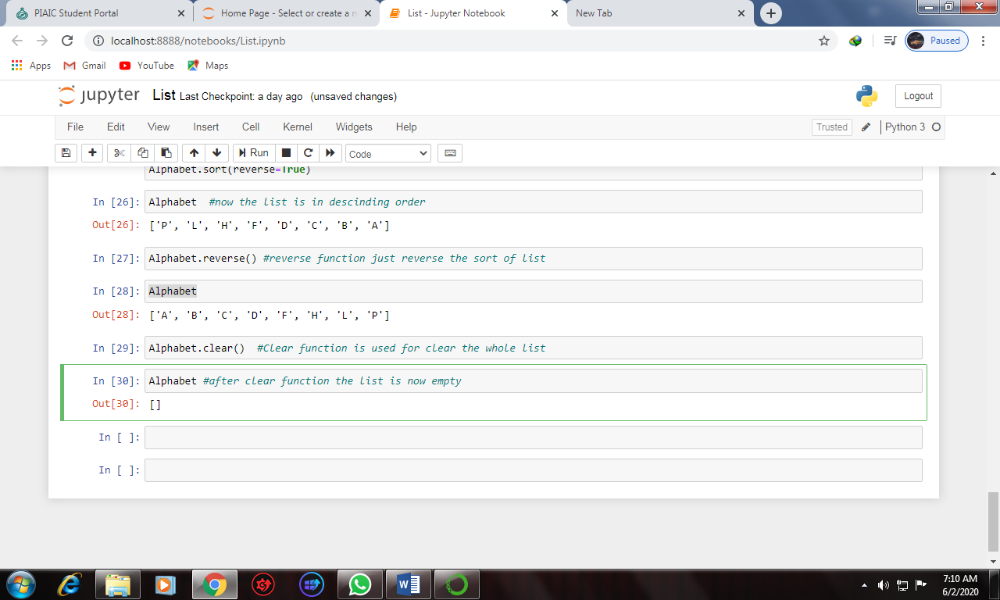 PIAIC Student Portal
Home Page - Select or create a n
List - Jupyter Notebook
New Tab
localhost:8888/notebooks/List.ipynb
Paused
Apps Gmail YouTube Maps
jupyter List Last Checkpoint: a day ago (unsaved changes)
Logout
File Edit View Insert Cell Kernel Widgets Help
Trusted Python 3
Run Code
Alphabet.sort(reverse=True)
In [26]: Alphabet #now the list is in descinding order
Out[26]: ['P', 'L', 'H', 'F', 'D', 'C', 'B', 'A']
In [27]: Alphabet.reverse() #reverse function just reverse the sort of list
In [28]: Alphabet
Out[28]: ['A', 'B', 'C', 'D', 'F', 'H', 'L', 'P']
In [29]: Alphabet.clear() #Clear function is used for clear the whole list
In [30]: Alphabet #after clear function the list is now empty
Out[30]: []
In [ ]:
In [ ]:
7:10 AM
6/2/2020